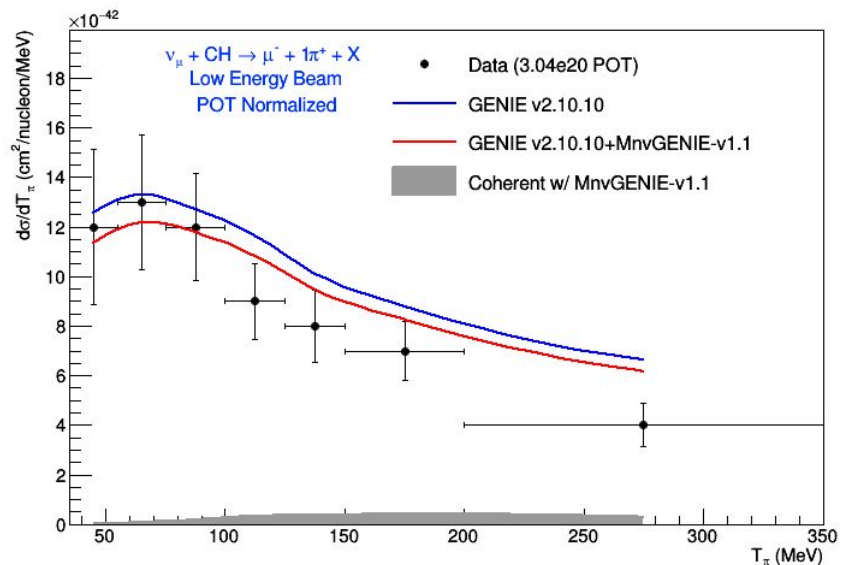 ×10⁻⁴²
ν_μ + CH → μ⁻ + 1π⁺ + X
Low Energy Beam
POT Normalized
Data (3.04e20 POT)
GENIE v2.10.10
GENIE v2.10.10+MnvGENIE-v1.1
Coherent w/ MnvGENIE-v1.1
dσ/dT_π (cm²/nucleon/MeV)
18
16
14
12
10
8
6
4
2
0
50 100 150 200 250 300 350
T_π (MeV)